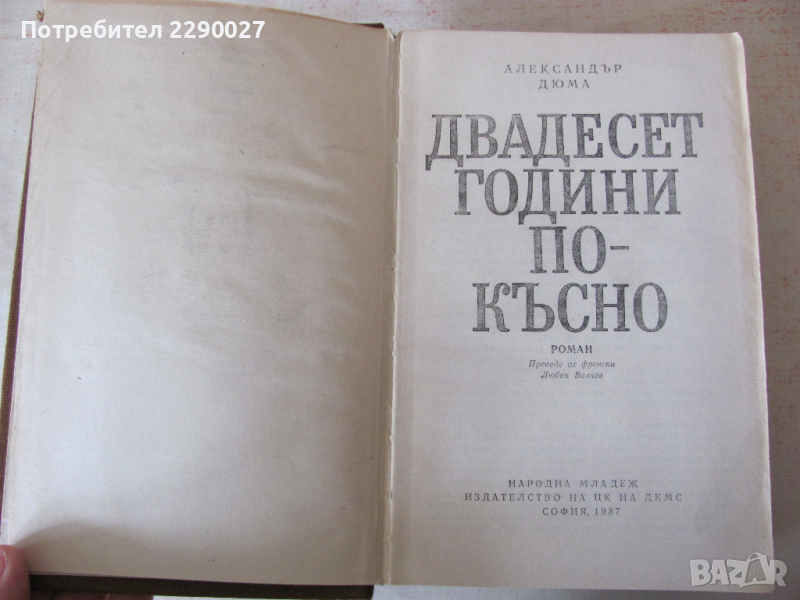 Потребител 2290027
АЛЕКСАНДЪР
ДЮМА
ДВАДЕСЕТ
ГОДИНИ
ПО-
КЪСНО
РОМАН
Преведе от френски
Любен Велчев
НАРОДНА МЛАДЕЖ
ИЗДАТЕЛСТВО НА ЦК НА ДКМС
СОФИЯ, 1987
BAZAR